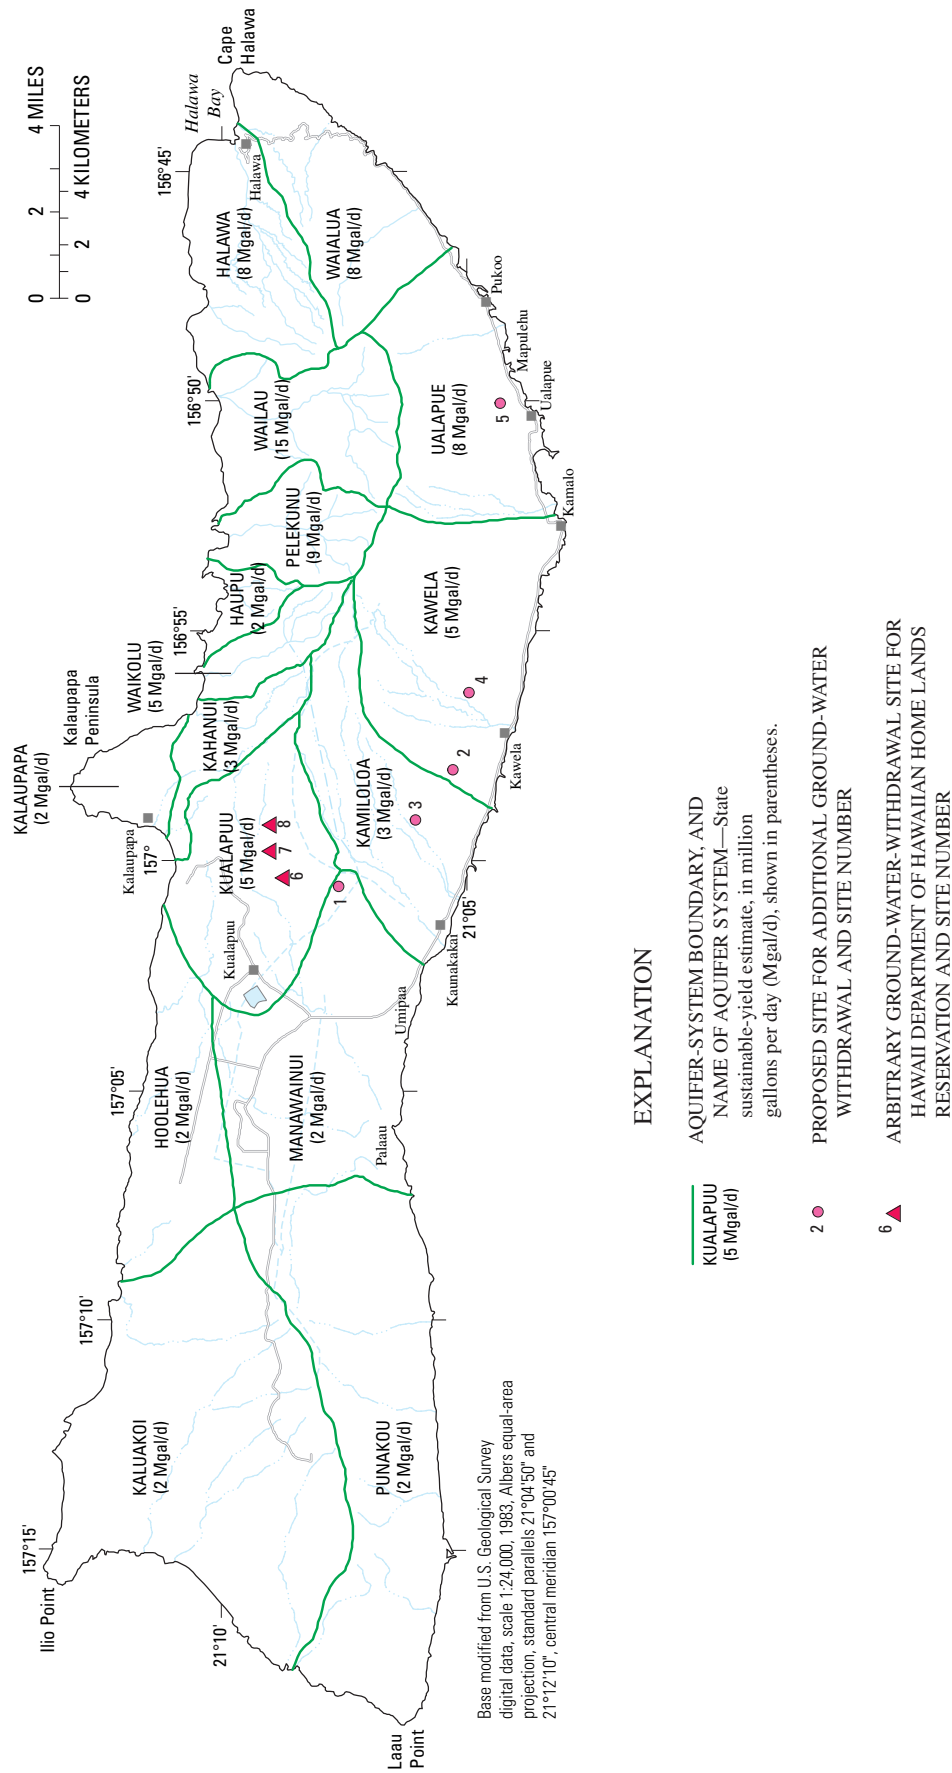 0 2 4 MILES
0 2 4 KILOMETERS
Ilio Point
157°15'
157°10'
157°05'
157°
156°55'
156°50'
156°45'
21°10'
21°05'
Laau
Point
KALAUPAPA
(2 Mgal/d)
Kalaupapa
Peninsula
Kalaupapa
WAIKOLU
(5 Mgal/d)
Halawa
Bay
Cape
Halawa
Halawa
KALUAKOI
(2 Mgal/d)
HOOLEHUA
(2 Mgal/d)
Kualapuu
KUALAPUU
(5 Mgal/d)
KAHANUI
(3 Mgal/d)
HAUPU
(2 Mgal/d)
PELEKUNU
(9 Mgal/d)
WAILAU
(15 Mgal/d)
HALAWA
(8 Mgal/d)
WAIALUA
(8 Mgal/d)
6
7
8
1
PUNAKOU
(2 Mgal/d)
MANAWAINUI
(2 Mgal/d)
KAMILOLOA
(3 Mgal/d)
KAWELA
(5 Mgal/d)
UALAPUE
(8 Mgal/d)
3
2
4
5
Palaau
Umipaa
Kaunakakai
Kawela
Kamalo
Ualapue
Mapulehu
Pukoo
Base modified from U.S. Geological Survey
digital data, scale 1:24,000, 1983, Albers equal-area
projection, standard parallels 21°04'50" and
21°12'10", central meridian 157°00'45"
EXPLANATION
KUALAPUU
(5 Mgal/d)
AQUIFER-SYSTEM BOUNDARY, AND
NAME OF AQUIFER SYSTEM—State
sustainable-yield estimate, in million
gallons per day (Mgal/d), shown in parentheses.
2
PROPOSED SITE FOR ADDITIONAL GROUND-WATER
WITHDRAWAL AND SITE NUMBER
6
ARBITRARY GROUND-WATER-WITHDRAWAL SITE FOR
HAWAII DEPARTMENT OF HAWAIIAN HOME LANDS
RESERVATION AND SITE NUMBER